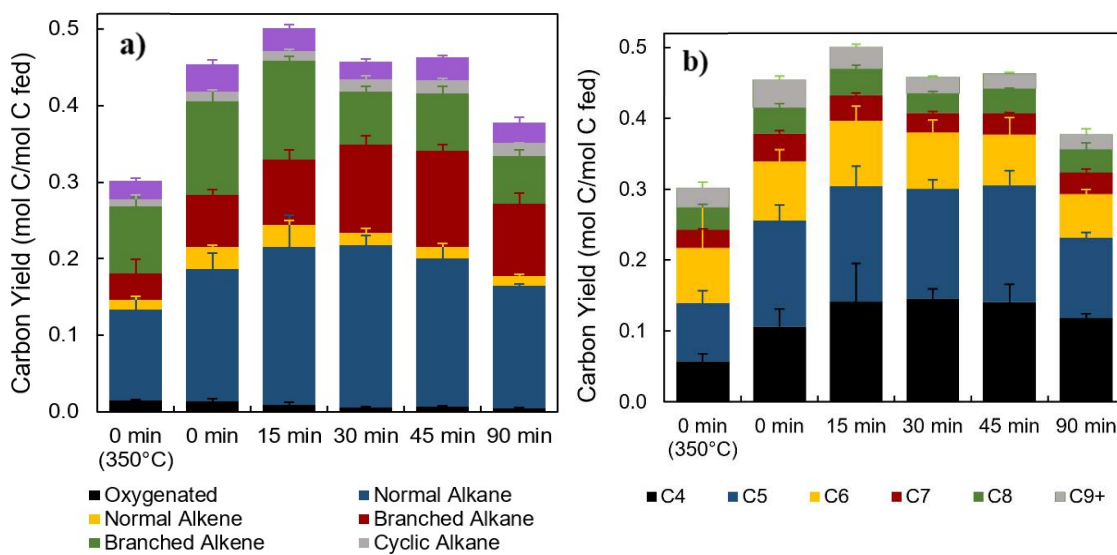 a)
Carbon Yield (mol C/mol C fed)
0.5
0.4
0.3
0.2
0.1
0.0
0 min 0 min 15 min 30 min 45 min 90 min
(350°C)
Oxygenated Normal Alkane
Normal Alkene Branched Alkane
Branched Alkene Cyclic Alkane
b)
Carbon Yield (mol C/mol C fed)
0.5
0.4
0.3
0.2
0.1
0.0
0 min 0 min 15 min 30 min 45 min 90 min
(350°C)
C4 C5 C6 C7 C8 C9+